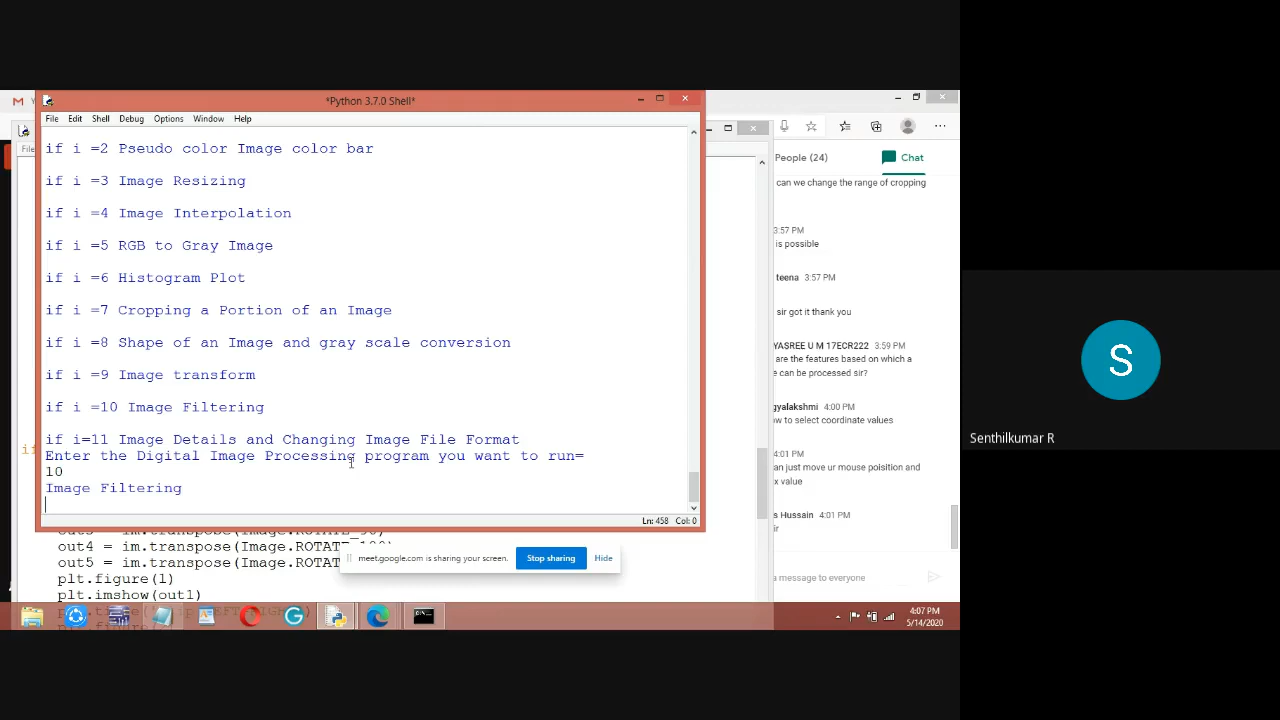 *Python 3.7.0 Shell*
File Edit Shell Debug Options Window Help
if i =2 Pseudo color Image color bar
if i =3 Image Resizing
if i =4 Image Interpolation
if i =5 RGB to Gray Image
if i =6 Histogram Plot
if i =7 Cropping a Portion of an Image
if i =8 Shape of an Image and gray scale conversion
if i =9 Image transform
if i =10 Image Filtering
if i=11 Image Details and Changing Image File Format
Enter the Digital Image Processing program you want to run=
10
Image Filtering
Ln: 458 Col: 0
out4 = im.transpose(Image.ROTATE
out5 = im.transpose(Image.ROTAT
plt.figure(1)
plt.imshow(out1)
meet.google.com is sharing your screen. Stop sharing Hide
People (24) Chat
can we change the range of cropping
3:57 PM
is possible
teena 3:57 PM
sir got it thank you
YASREE U M 17ECR222 3:59 PM
are the features based on which a
e can be processed sir?
gyalakshmi 4:00 PM
ow to select coordinate values
4:01 PM
an just move ur mouse poisition and
x value
s Hussain 4:01 PM
ir
a message to everyone
4:07 PM
5/14/2020
S
Senthilkumar R